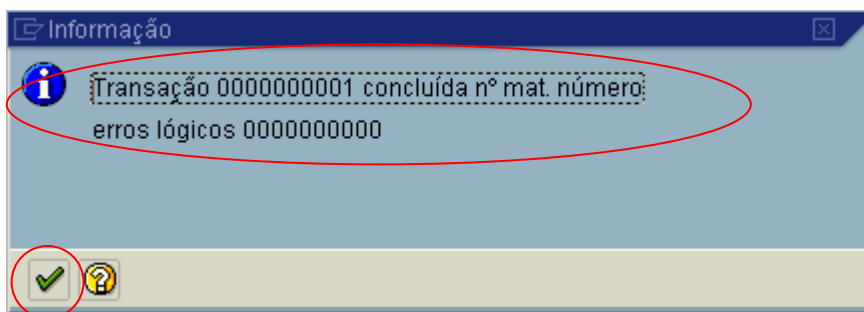 Informação
Transação 0000000001 concluída nº mat. número
erros lógicos 0000000000